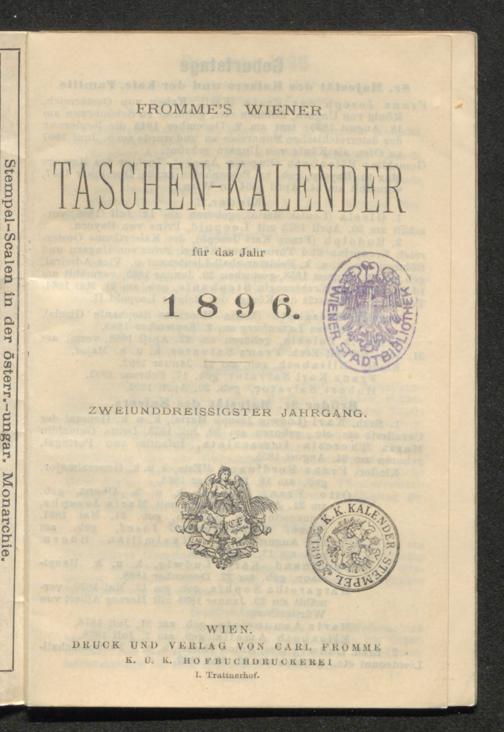 Stempel-Scalen in der österr.-ungar. Monarchie.
FROMME'S WIENER
TASCHEN-KALENDER
für das Jahr
1896.
WIENER STADTBIBLIOTHEK
ZWEIUNDDREISSIGSTER JAHRGANG.
K.K. KALENDER-STEMPEL
1896
WIEN.
DRUCK UND VERLAG VON CARL FROMME
K. U. K. HOFBUCHDRUCKEREI
I. Trattnerhof.